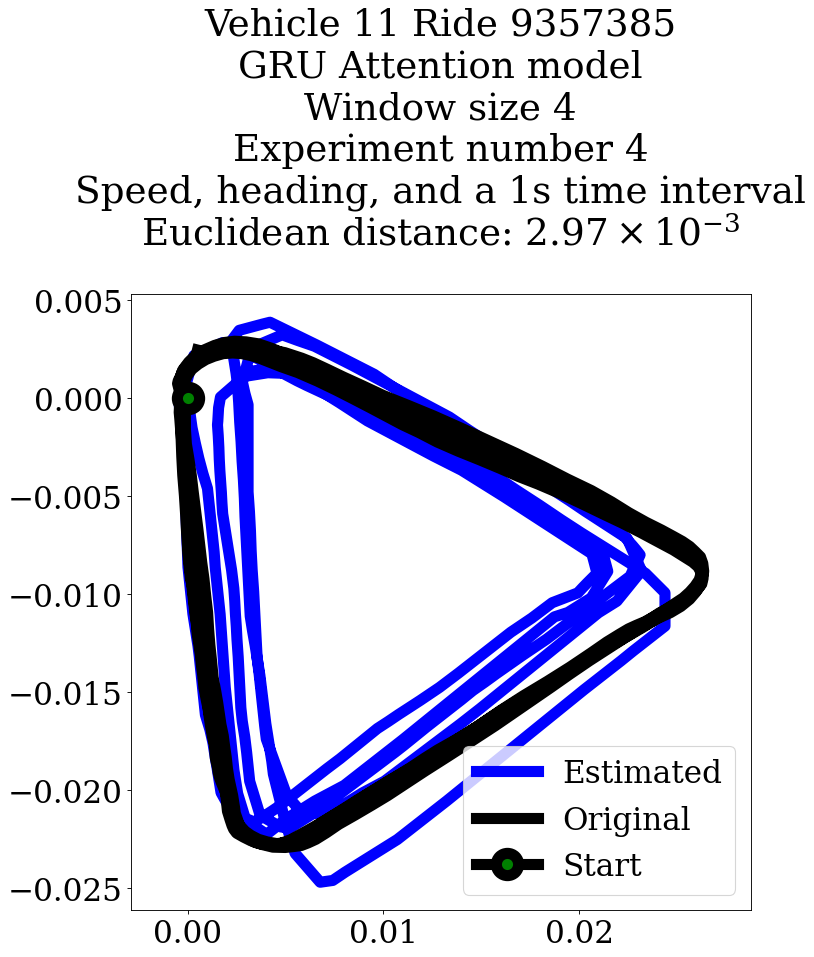 Vehicle 11 Ride 9357385
GRU Attention model
Window size 4
Experiment number 4
Speed, heading, and a 1s time interval
Euclidean distance: 2.97 × 10⁻³
0.005
0.000
−0.005
−0.010
−0.015
−0.020
−0.025
0.00 0.01 0.02
Estimated
Original
Start